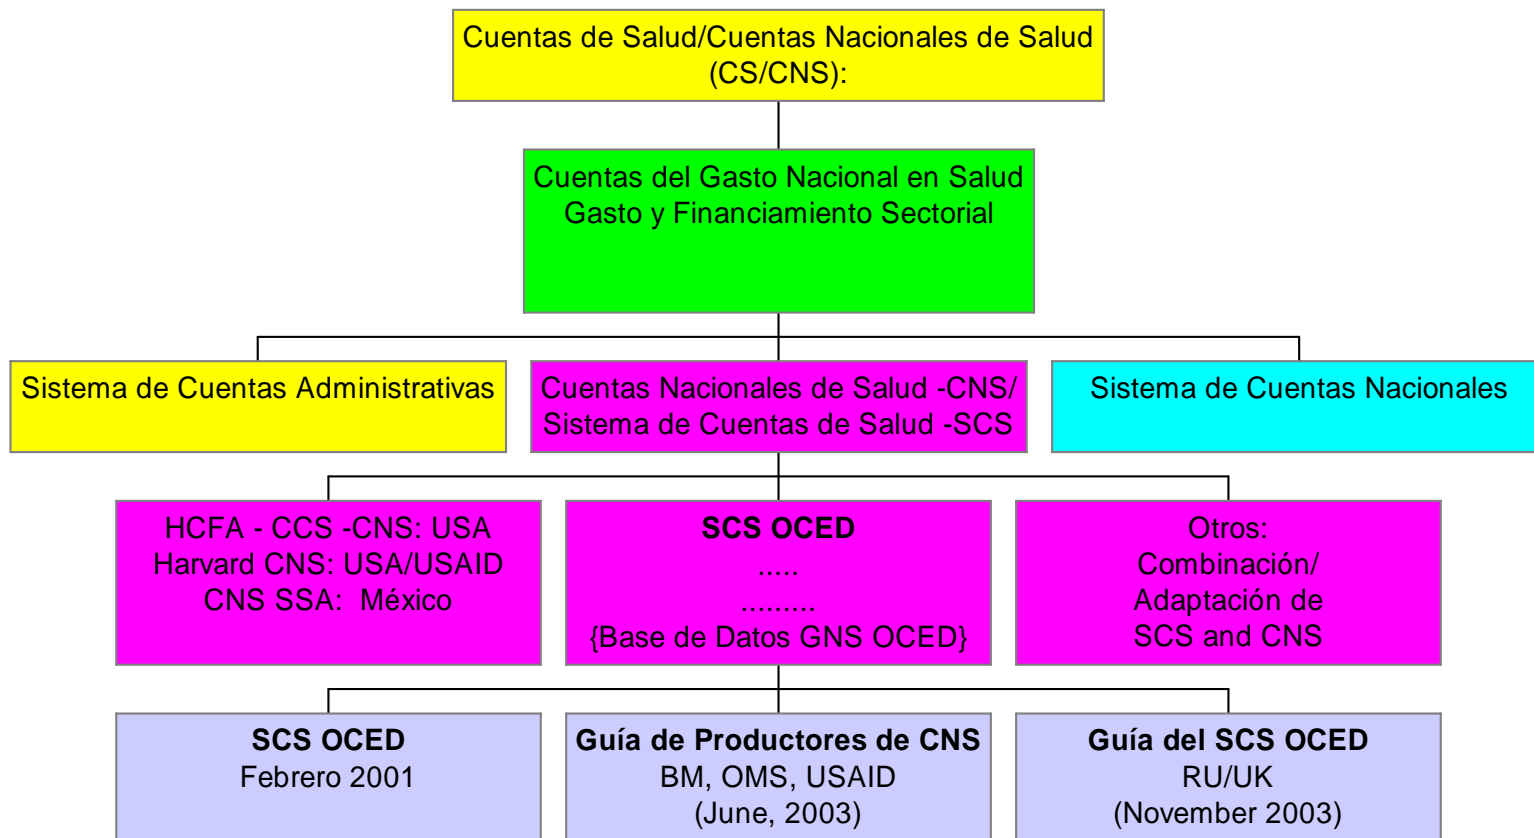 Cuentas de Salud/Cuentas Nacionales de Salud
(CS/CNS):
Cuentas del Gasto Nacional en Salud
Gasto y Financiamiento Sectorial
Sistema de Cuentas Administrativas
Cuentas Nacionales de Salud -CNS/
Sistema de Cuentas de Salud -SCS
Sistema de Cuentas Nacionales
HCFA - CCS -CNS: USA
Harvard CNS: USA/USAID
CNS SSA:  México
SCS OCED
.....
.........
{Base de Datos GNS OCED}
Otros:
Combinación/
Adaptación de
SCS and CNS
SCS OCED
Febrero 2001
Guía de Productores de CNS
BM, OMS, USAID
(June, 2003)
Guía del SCS OCED
RU/UK
(November 2003)